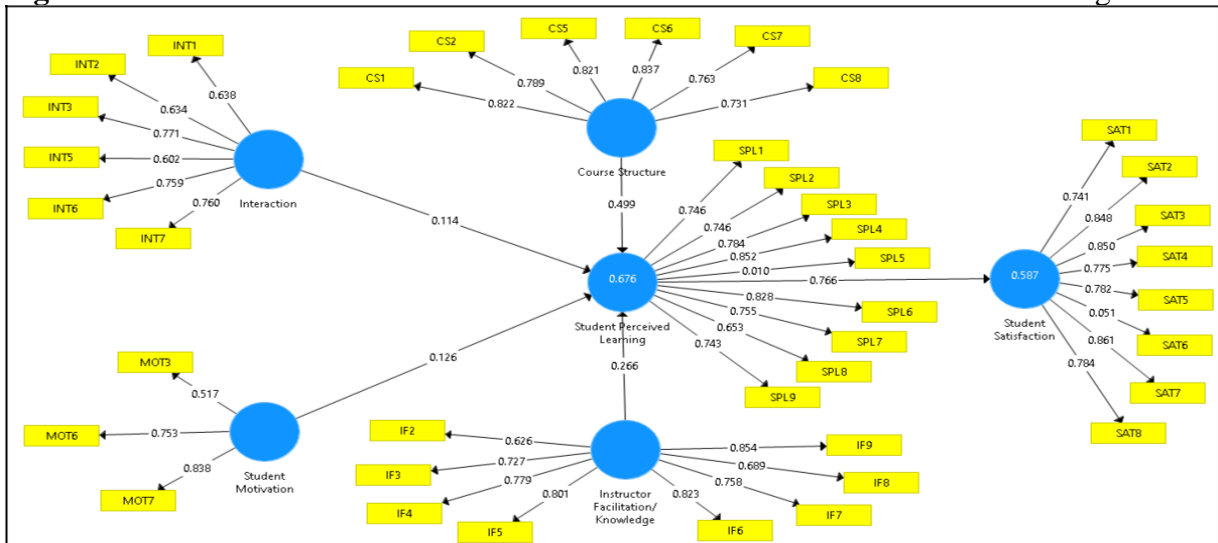 INT1
INT2
INT3
INT5
INT6
INT7
0.638
0.634
0.771
0.602
0.759
0.760
Interaction
0.114
CS1
CS2
CS5
CS6
CS7
CS8
0.822
0.789
0.821
0.837
0.763
0.731
Course Structure
0.499
SPL1
SPL2
SPL3
SPL4
SPL5
SPL6
SPL7
SPL8
SPL9
0.746
0.746
0.784
0.852
0.010
0.766
0.828
0.755
0.653
0.743
0.676
Student Perceived
Learning
0.266
SAT1
SAT2
SAT3
SAT4
SAT5
SAT6
SAT7
SAT8
0.741
0.848
0.850
0.775
0.782
0.051
0.861
0.784
0.587
Student
Satisfaction
MOT3
MOT6
MOT7
0.517
0.753
0.838
Student
Motivation
0.126
IF2
IF3
IF4
IF5
IF6
IF7
IF8
IF9
0.626
0.727
0.779
0.801
0.823
0.758
0.689
0.854
Instructor
Facilitation/
Knowledge